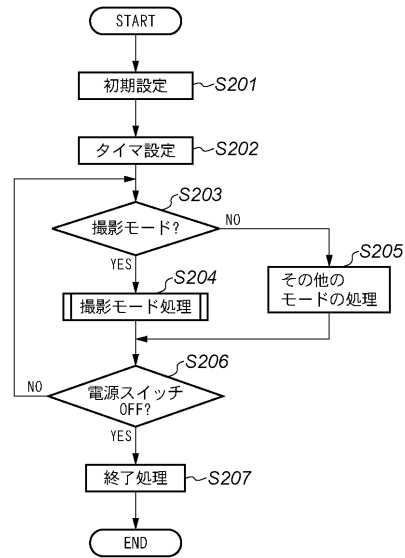 START
初期設定
S201
タイマ設定
S202
S203
撮影モード?
NO
YES
S204
撮影モード処理
S205
その他の
モードの処理
S206
電源スイッチ
OFF?
NO
YES
終了処理
S207
END